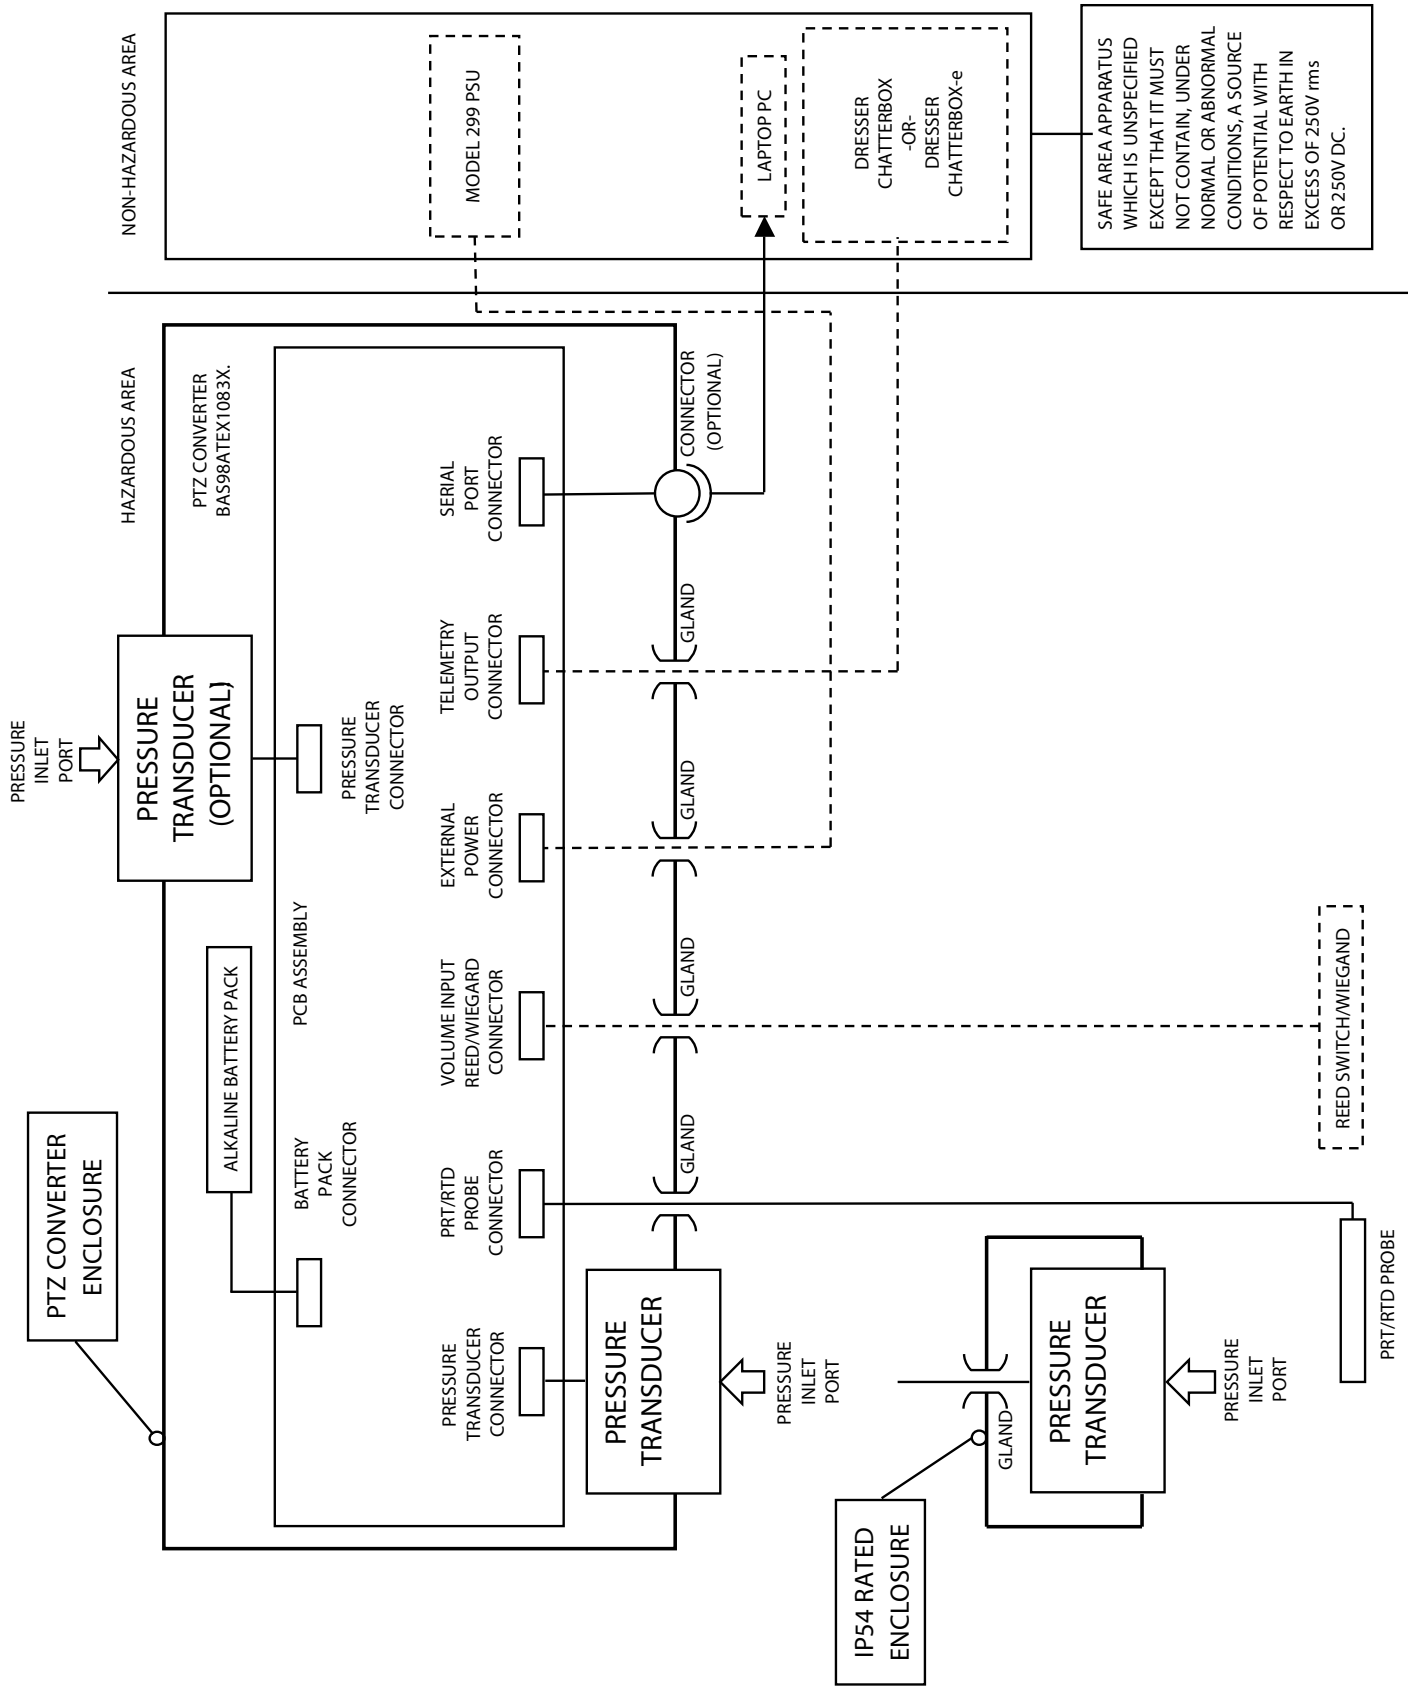 PTZ CONVERTER
ENCLOSURE
PRESSURE
INLET
PORT
HAZARDOUS AREA
NON-HAZARDOUS AREA
PTZ CONVERTER
BAS98ATEX1083X.
PRESSURE
TRANSDUCER
(OPTIONAL)
ALKALINE BATTERY PACK
PCB ASSEMBLY
BATTERY
PACK
CONNECTOR
PRESSURE
TRANSDUCER
CONNECTOR
PRESSURE
TRANSDUCER
CONNECTOR
PRT/RTD
PROBE
CONNECTOR
VOLUME INPUT
REED/WIEGARD
CONNECTOR
EXTERNAL
POWER
CONNECTOR
TELEMETRY
OUTPUT
CONNECTOR
SERIAL
PORT
CONNECTOR
MODEL 299 PSU
PRESSURE
TRANSDUCER
GLAND
GLAND
GLAND
GLAND
CONNECTOR
(OPTIONAL)
LAPTOP PC
PRESSURE
INLET
PORT
DRESSER
CHATTERBOX
-OR-
DRESSER
CHATTERBOX-e
IP54 RATED
ENCLOSURE
GLAND
PRESSURE
TRANSDUCER
PRESSURE
INLET
PORT
REED SWITCH/WIEGAND
PRT/RTD PROBE
SAFE AREA APPARATUS
WHICH IS UNSPECIFIED
EXCEPT THAT IT MUST
NOT CONTAIN, UNDER
NORMAL OR ABNORMAL
CONDITIONS, A SOURCE
OF POTENTIAL WITH
RESPECT TO EARTH IN
EXCESS OF 250V rms
OR 250V DC.